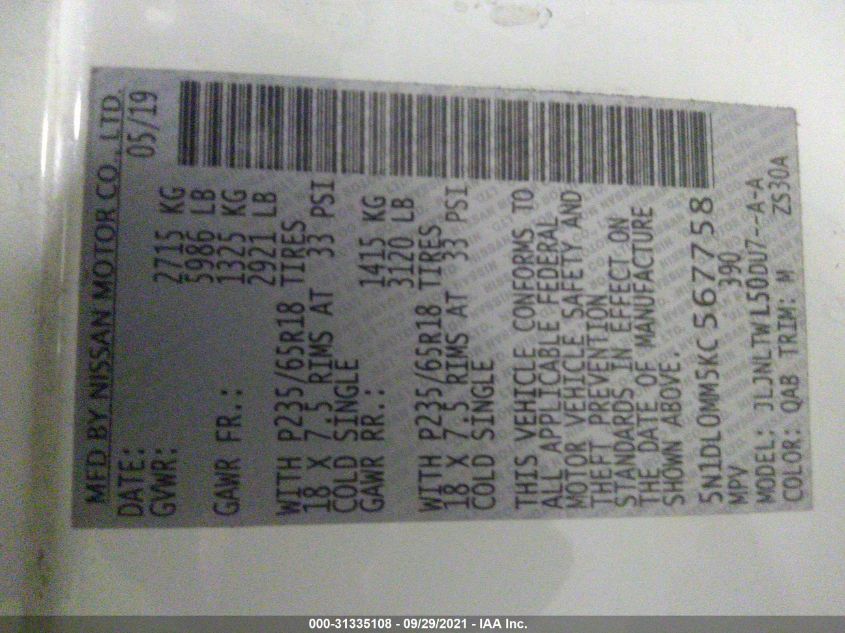 MFD BY NISSAN MOTOR CO., LTD.
DATE: 05/19
GVWR: 2715 KG
5986 LB
GAWR FR.: 1325 KG
2921 LB
WITH P235/65R18 TIRES
18 X 7.5 RIMS AT 33 PSI
COLD SINGLE
GAWR RR.: 1415 KG
3120 LB
WITH P235/65R18 TIRES
18 X 7.5 RIMS AT 33 PSI
COLD SINGLE
THIS VEHICLE CONFORMS TO
ALL APPLICABLE FEDERAL
MOTOR VEHICLE SAFETY AND
THEFT PREVENTION
STANDARDS IN EFFECT ON
THE DATE OF MANUFACTURE
SHOWN ABOVE.
5N1DL0MM5KC567758
MPV 390
MODEL: JLJNLTWL50DU7--A-A
COLOR: QAB TRIM: M ZS30A
000-31335108 - 09/29/2021 - IAA Inc.